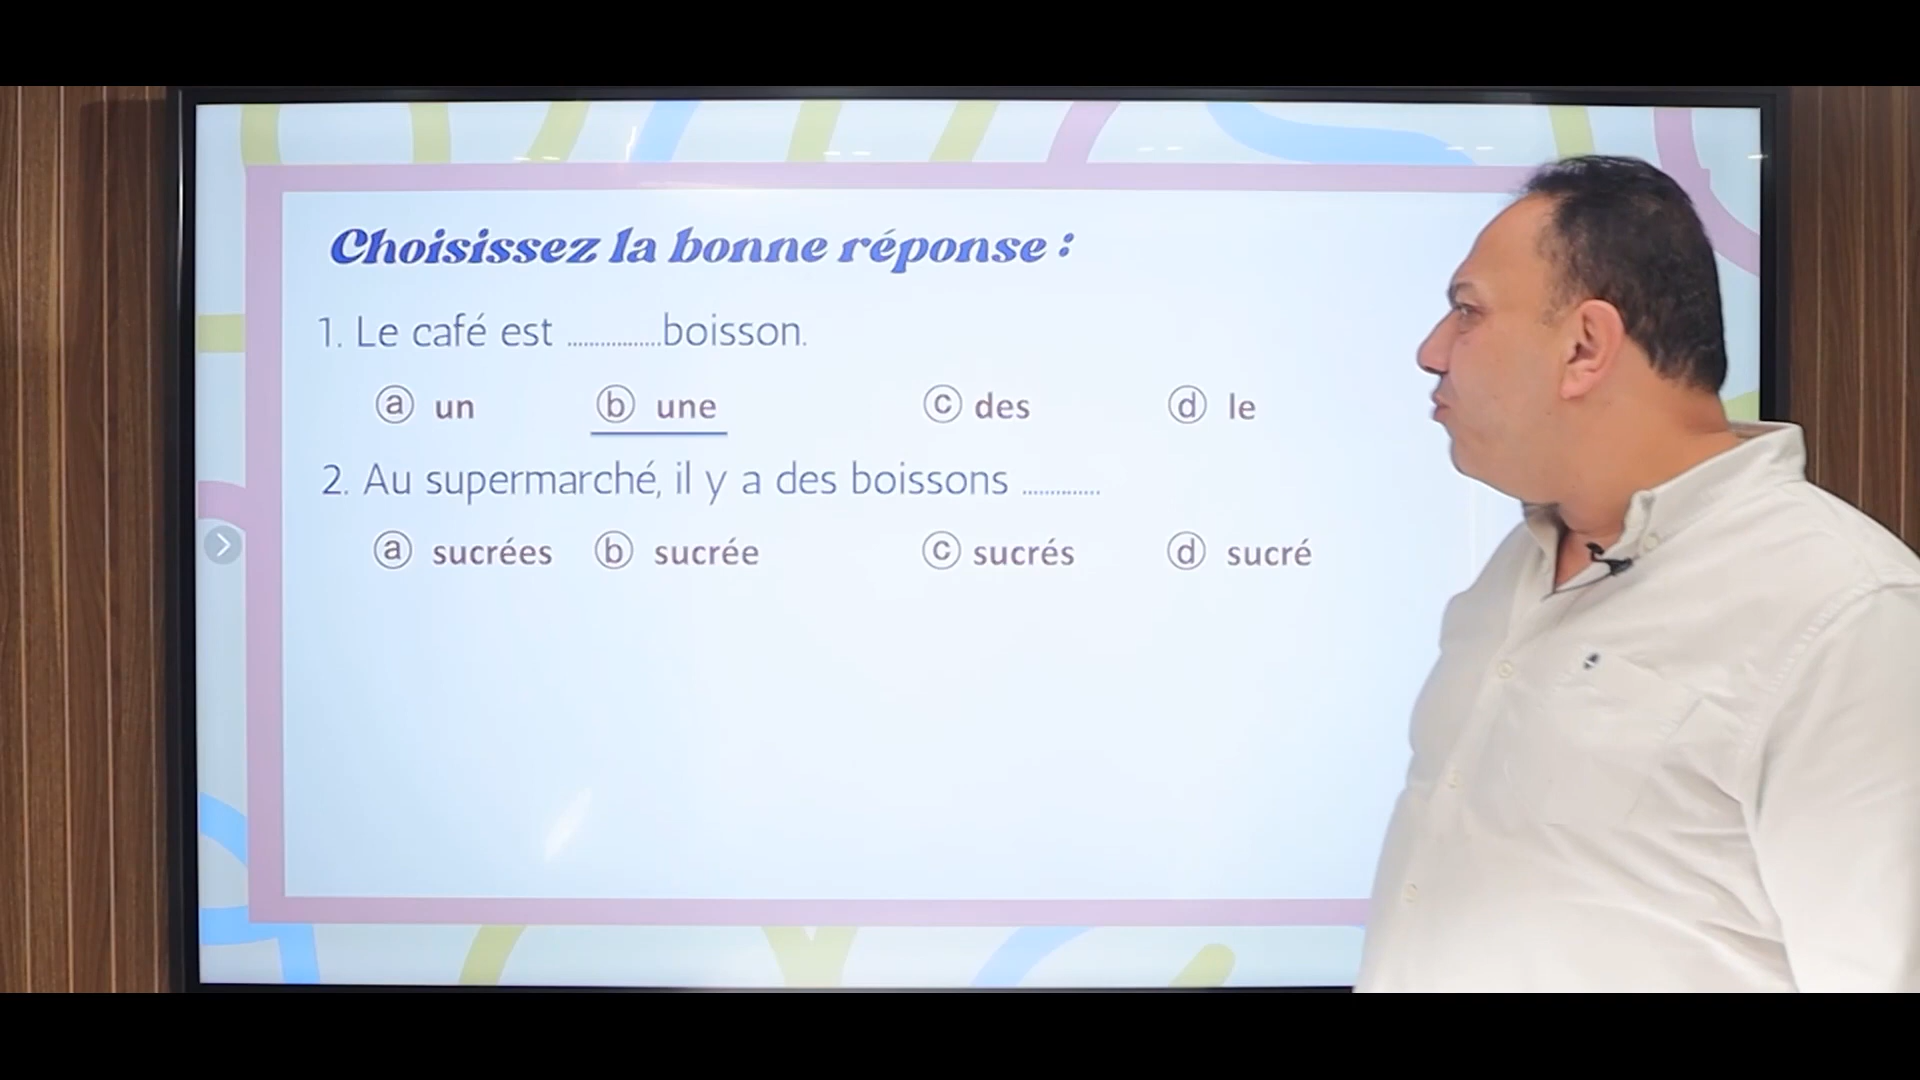 Choisissez la bonne réponse :
1. Le café est ................boisson.
ⓐ un ⓑ une ⓒ des ⓓ le
2. Au supermarché, il y a des boissons ..............
ⓐ sucrées ⓑ sucrée ⓒ sucrés ⓓ sucré